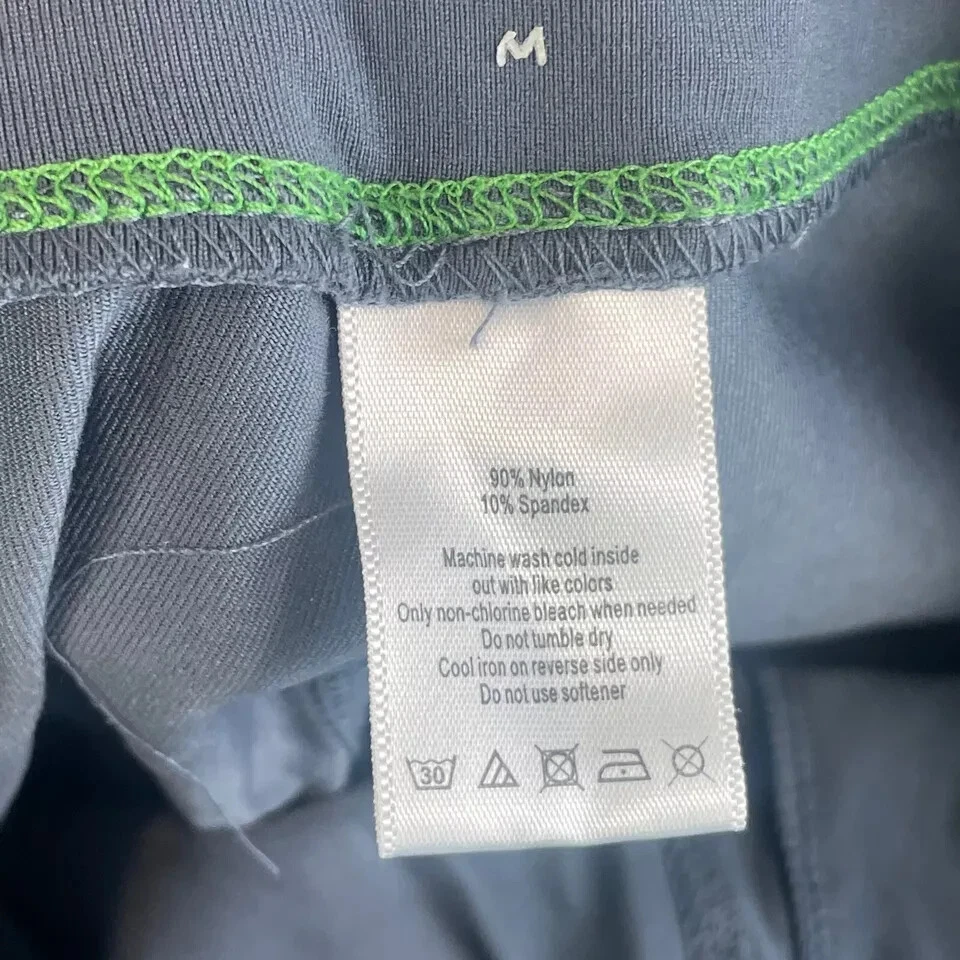 M
90% Nylon
10% Spandex
Machine wash cold inside
out with like colors
Only non-chlorine bleach when needed
Do not tumble dry
Cool iron on reverse side only
Do not use softener
30